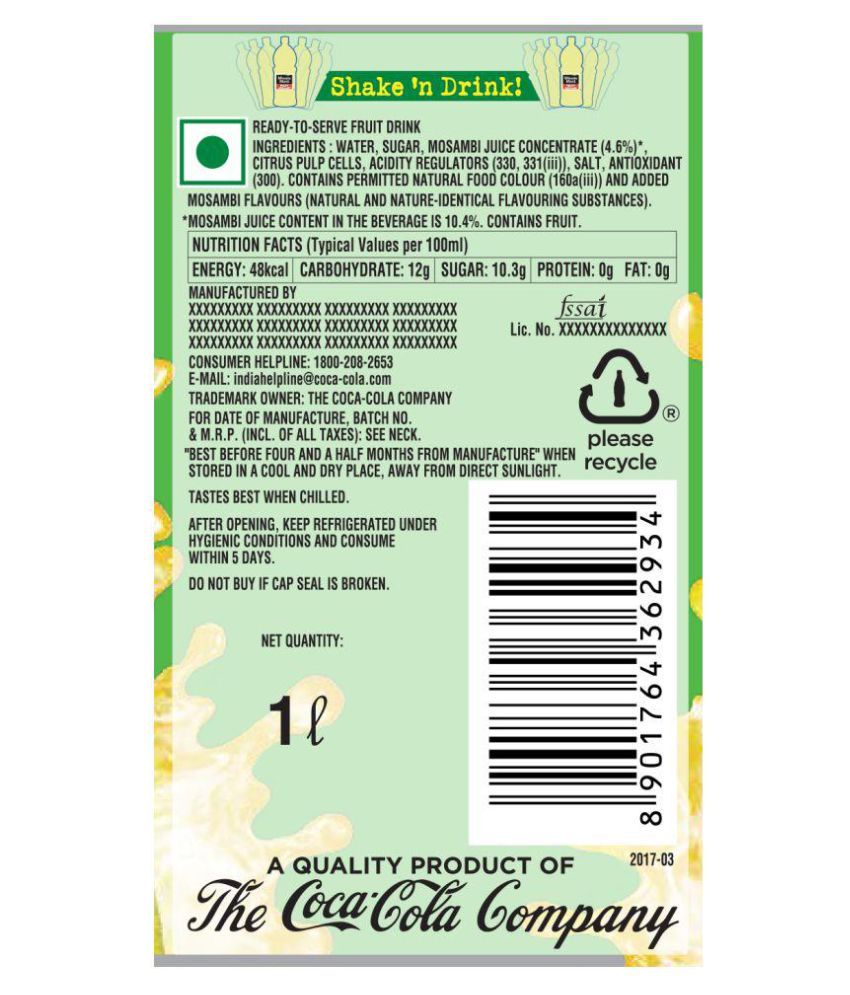 Shake 'n Drink!
READY-TO-SERVE FRUIT DRINK
INGREDIENTS : WATER, SUGAR, MOSAMBI JUICE CONCENTRATE (4.6%)*,
CITRUS PULP CELLS, ACIDITY REGULATORS (330, 331(iii)), SALT, ANTIOXIDANT
(300). CONTAINS PERMITTED NATURAL FOOD COLOUR (160a(iii)) AND ADDED
MOSAMBI FLAVOURS (NATURAL AND NATURE-IDENTICAL FLAVOURING SUBSTANCES).
*MOSAMBI JUICE CONTENT IN THE BEVERAGE IS 10.4%. CONTAINS FRUIT.
NUTRITION FACTS (Typical Values per 100ml)
ENERGY: 48kcal CARBOHYDRATE: 12g SUGAR: 10.3g PROTEIN: 0g FAT: 0g
MANUFACTURED BY
XXXXXXXXX XXXXXXXXX XXXXXXXXX XXXXXXXXX
XXXXXXXXX XXXXXXXXX XXXXXXXXX XXXXXXXXX
XXXXXXXXX XXXXXXXXX XXXXXXXXX XXXXXXXXX
fssai
Lic. No. XXXXXXXXXXXXXX
CONSUMER HELPLINE: 1800-208-2653
E-MAIL: indiahelpline@coca-cola.com
TRADEMARK OWNER: THE COCA-COLA COMPANY
FOR DATE OF MANUFACTURE, BATCH NO.
& M.R.P. (INCL. OF ALL TAXES): SEE NECK.
"BEST BEFORE FOUR AND A HALF MONTHS FROM MANUFACTURE" WHEN
STORED IN A COOL AND DRY PLACE, AWAY FROM DIRECT SUNLIGHT.
®
please
recycle
TASTES BEST WHEN CHILLED.
AFTER OPENING, KEEP REFRIGERATED UNDER
HYGIENIC CONDITIONS AND CONSUME
WITHIN 5 DAYS.
DO NOT BUY IF CAP SEAL IS BROKEN.
NET QUANTITY:
1 ℓ
8 901764 362934
2017-03
A QUALITY PRODUCT OF
The Coca-Cola Company